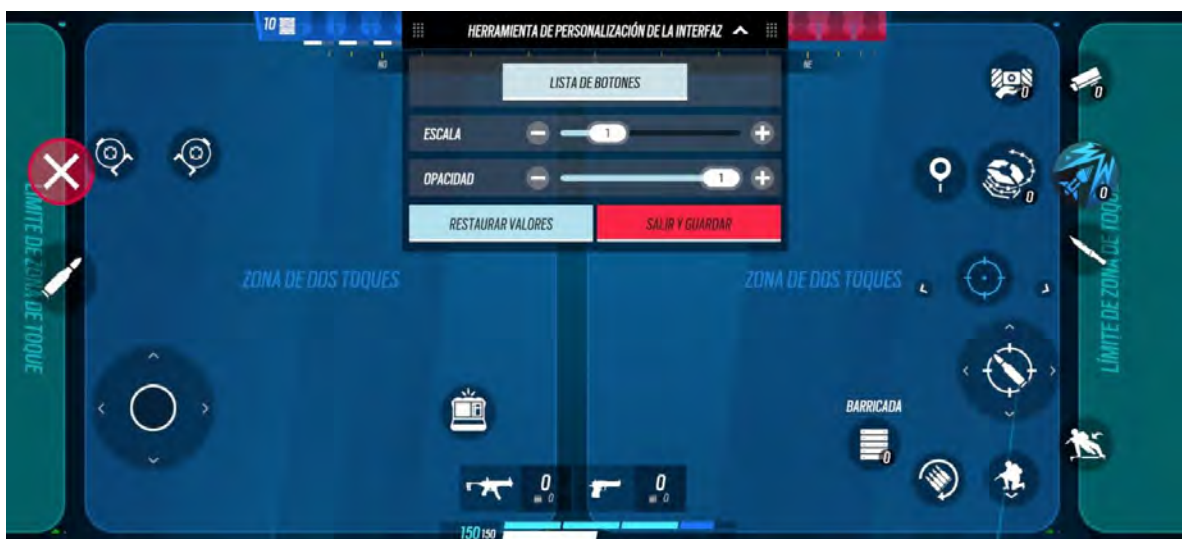 10
HERRAMIENTA DE PERSONALIZACIÓN DE LA INTERFAZ
NO
NE
LISTA DE BOTONES
ESCALA
1
OPACIDAD
1
RESTAURAR VALORES
SALIR Y GUARDAR
0
0
0
0
LÍMITE DE ZONA DE TOQUE
ZONA DE DOS TOQUES
ZONA DE DOS TOQUES
LÍMITE DE ZONA DE TOQUE
BARRICADA
0
0
0
0
0
150 150